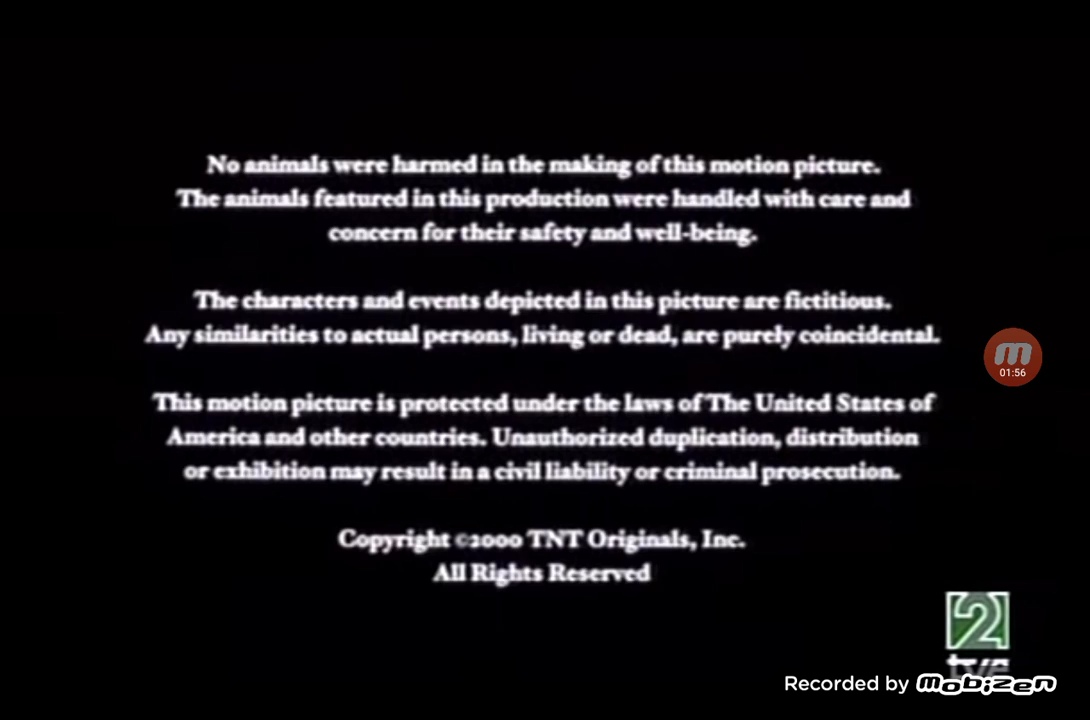 No animals were harmed in the making of this motion picture.
The animals featured in this production were handled with care and
concern for their safety and well-being.
The characters and events depicted in this picture are fictitious.
Any similarities to actual persons, living or dead, are purely coincidental.
This motion picture is protected under the laws of The United States of
America and other countries. Unauthorized duplication, distribution
or exhibition may result in a civil liability or criminal prosecution.
Copyright ©2000 TNT Originals, Inc.
All Rights Reserved
01:56
2
tve
Recorded by Mobizen